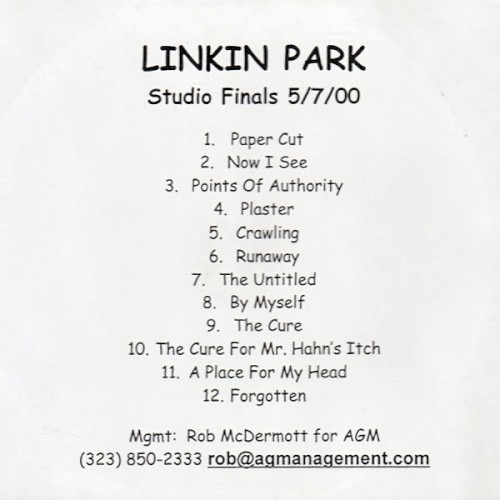 LINKIN PARK
Studio Finals 5/7/00
1. Paper Cut
2. Now I See
3. Points Of Authority
4. Plaster
5. Crawling
6. Runaway
7. The Untitled
8. By Myself
9. The Cure
10. The Cure For Mr. Hahn's Itch
11. A Place For My Head
12. Forgotten
Mgmt: Rob McDermott for AGM
(323) 850-2333 rob@agmanagement.com